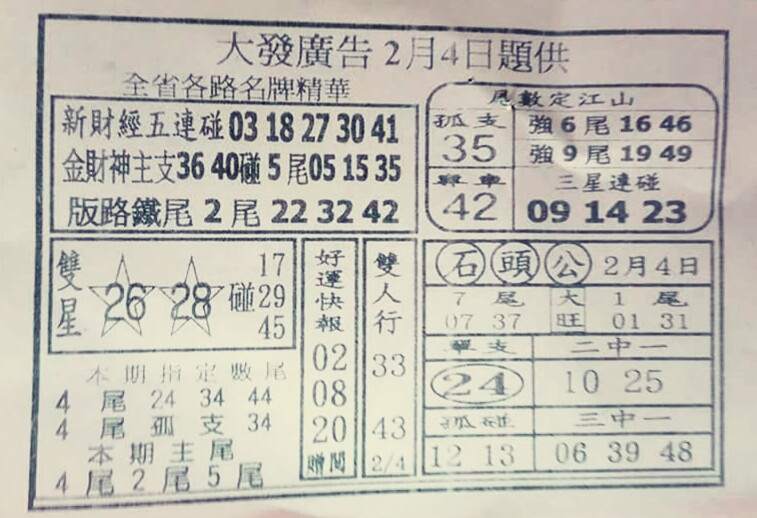 大發廣告2月4日題供
全省各路名牌精華
新財經五連碰 03 18 27 30 41
金財神主支 36 40 碰 5 尾 05 15 35
版路鐵尾 2 尾 22 32 42
尾數定江山
孤支 35
強 6 尾 16 46
強 9 尾 19 49
單車 42
三星連碰
09 14 23
雙星 26 28 碰
17
29
45
本期指定數尾
4 尾 24 34 44
4 尾 孤支 34
本期主尾
4 尾 2 尾 5 尾
好運快報
02
08
20
雙人行
33
43
2/4
石頭公 2月4日
7 尾
07 37
大旺
1 尾
01 31
單支
24
二中一
10 25
孤碰
12 13
三中一
06 39 48